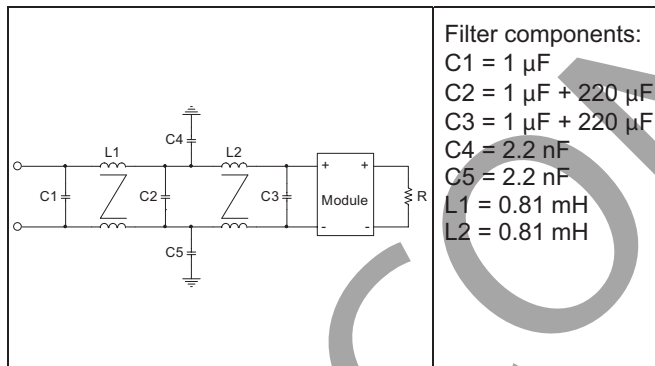 L1
L2
C4
C1
C2
C3
C5
+
+
-
-
Module
R
Filter components:
C1 = 1 µF
C2 = 1 µF + 220 µF
C3 = 1 µF + 220 µF
C4 = 2.2 nF
C5 = 2.2 nF
L1 = 0.81 mH
L2 = 0.81 mH